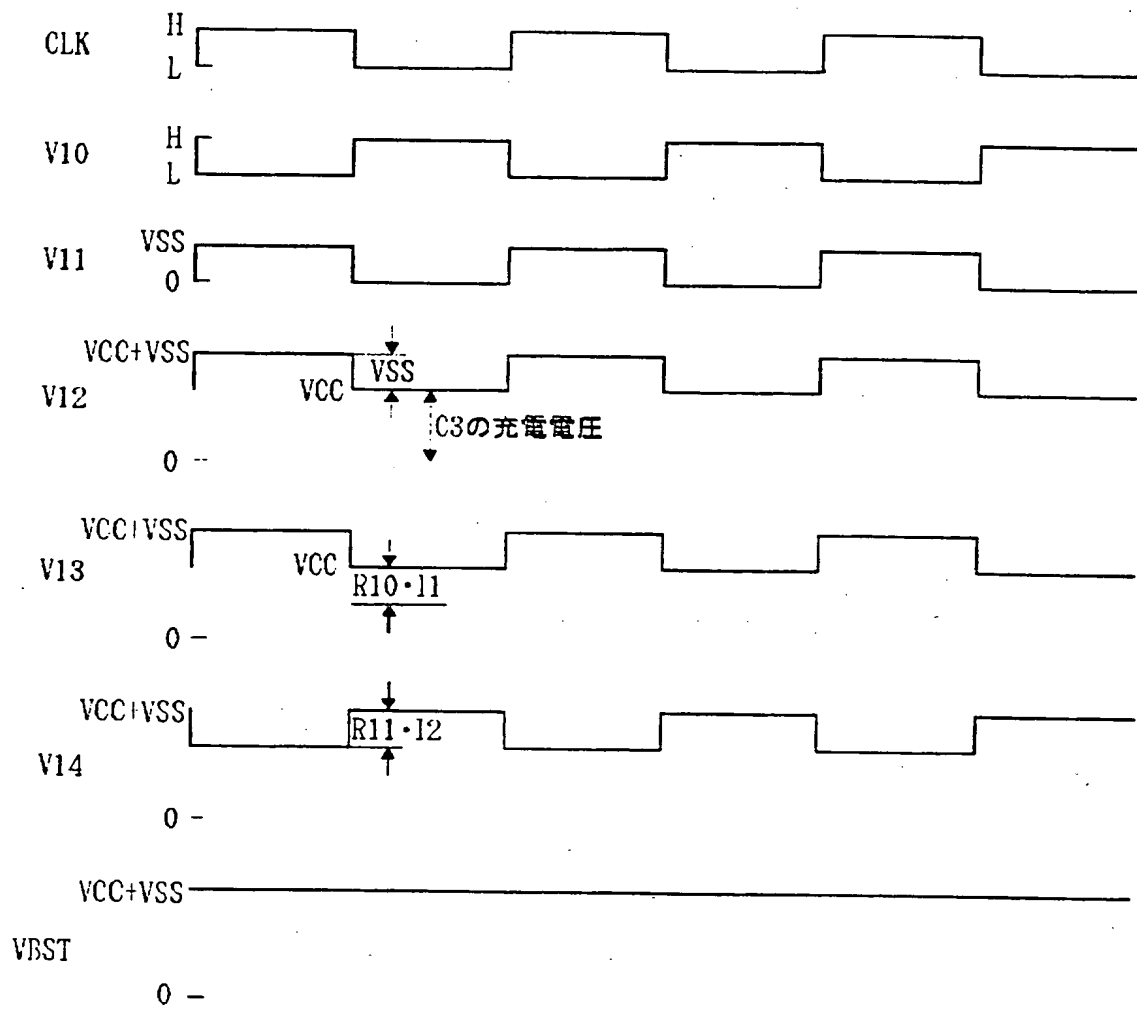 CLK
H
L
V10
H
L
V11
VSS
0
V12
VCC+VSS
VCC
VSS
C3の充電電圧
0
V13
VCC+VSS
VCC
R10・I1
0
V14
VCC+VSS
R11・I2
0
VCC+VSS
VBST
0